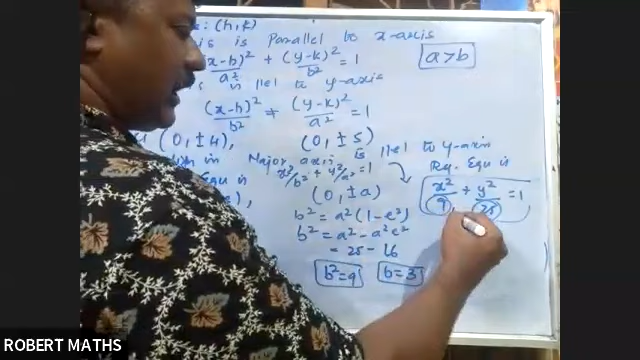 s: (h,k)
is is Parallel to x-axis
(x-h)²/a² + (y-k)²/b² = 1
a>b
is llel to y-axis
(x-h)²/b² + (y-k)²/a² = 1
(0, ±4), (0, ±5)
Major axis is llel to y-axis
x²/b² + y²/a² = 1
Rq. Equ is
(0, ±a)
x²/9 + y²/25 = 1
b² = a²(1-e²)
b² = a² - a²e²
= 25 - 16
b²=9 b=3
ROBERT MATHS